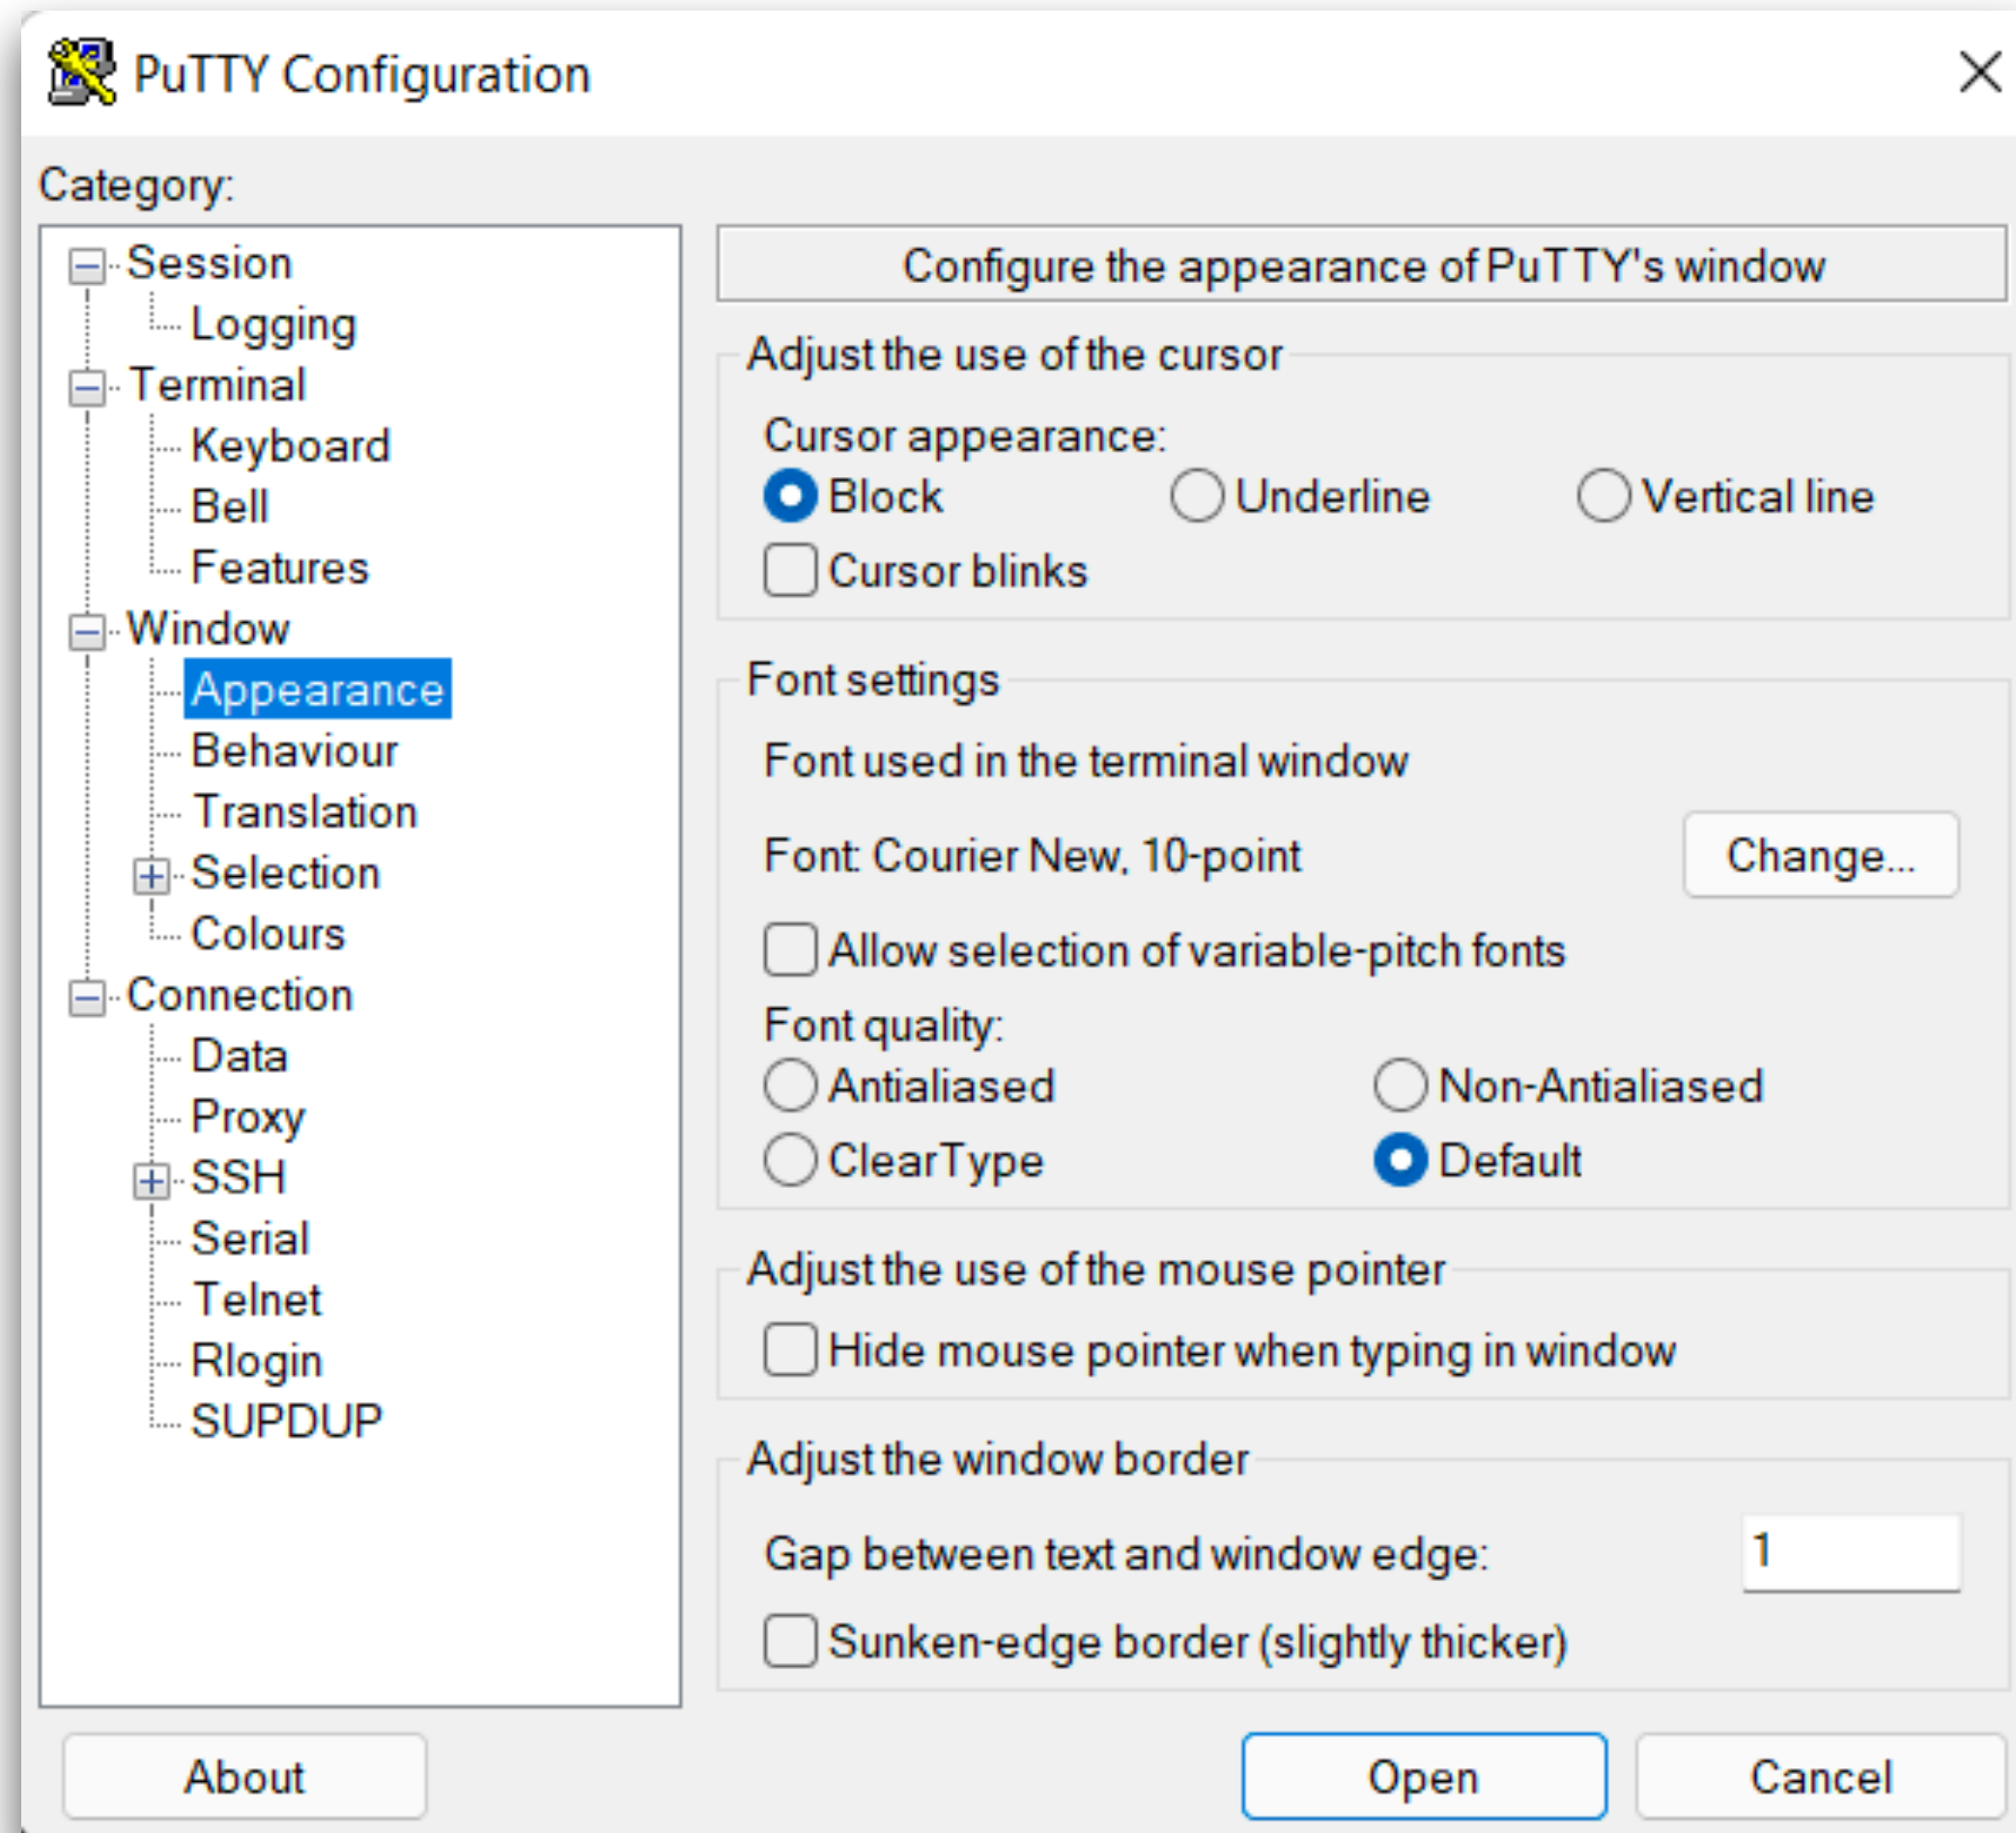 PuTTY Configuration
Category:
Session
Logging
Terminal
Keyboard
Bell
Features
Window
Appearance
Behaviour
Translation
Selection
Colours
Connection
Data
Proxy
SSH
Serial
Telnet
Rlogin
SUPDUP
Configure the appearance of PuTTY's window
Adjust the use of the cursor
Cursor appearance:
Block Underline Vertical line
Cursor blinks
Font settings
Font used in the terminal window
Font: Courier New, 10-point Change...
Allow selection of variable-pitch fonts
Font quality:
Antialiased Non-Antialiased
ClearType Default
Adjust the use of the mouse pointer
Hide mouse pointer when typing in window
Adjust the window border
Gap between text and window edge: 1
Sunken-edge border (slightly thicker)
About Open Cancel